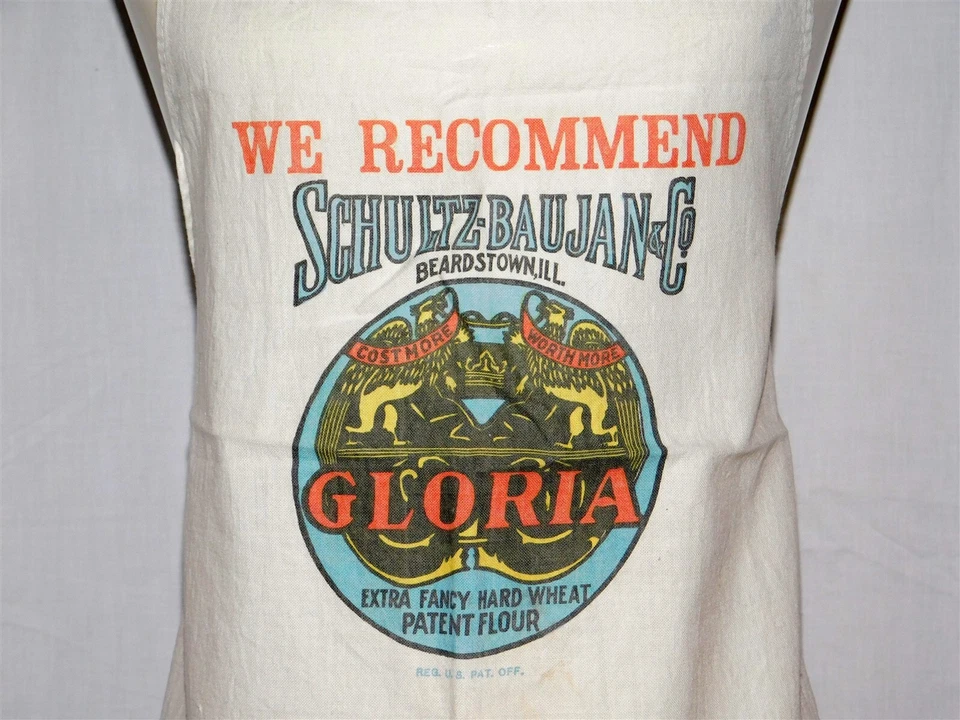 WE RECOMMEND
SCHULTZ-BAUJAN & CO.
BEARDSTOWN, ILL.
COST MORE WORTH MORE
GLORIA
EXTRA FANCY HARD WHEAT
PATENT FLOUR
REG. U.S. PAT. OFF.